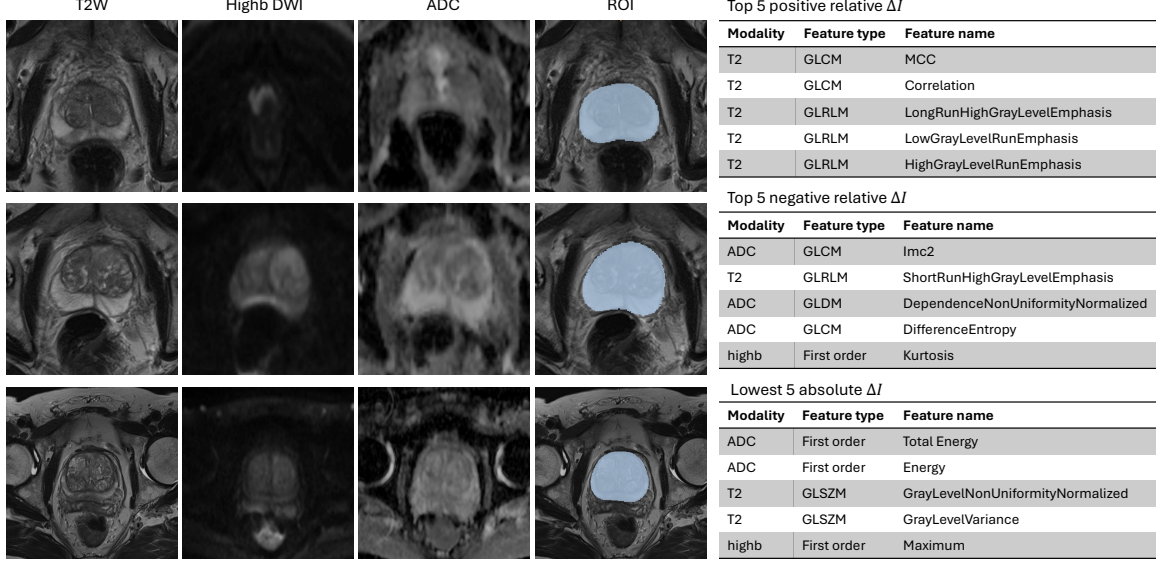 T2W Highb DWI ADC ROI
Top 5 positive relative ΔI
Modality Feature type Feature name
T2 GLCM MCC
T2 GLCM Correlation
T2 GLRLM LongRunHighGrayLevelEmphasis
T2 GLRLM LowGrayLevelRunEmphasis
T2 GLRLM HighGrayLevelRunEmphasis
Top 5 negative relative ΔI
Modality Feature type Feature name
ADC GLCM Imc2
T2 GLRLM ShortRunHighGrayLevelEmphasis
ADC GLDM DependenceNonUniformityNormalized
ADC GLCM DifferenceEntropy
highb First order Kurtosis
Lowest 5 absolute ΔI
Modality Feature type Feature name
ADC First order Total Energy
ADC First order Energy
T2 GLSZM GrayLevelNonUniformityNormalized
T2 GLSZM GrayLevelVariance
highb First order Maximum